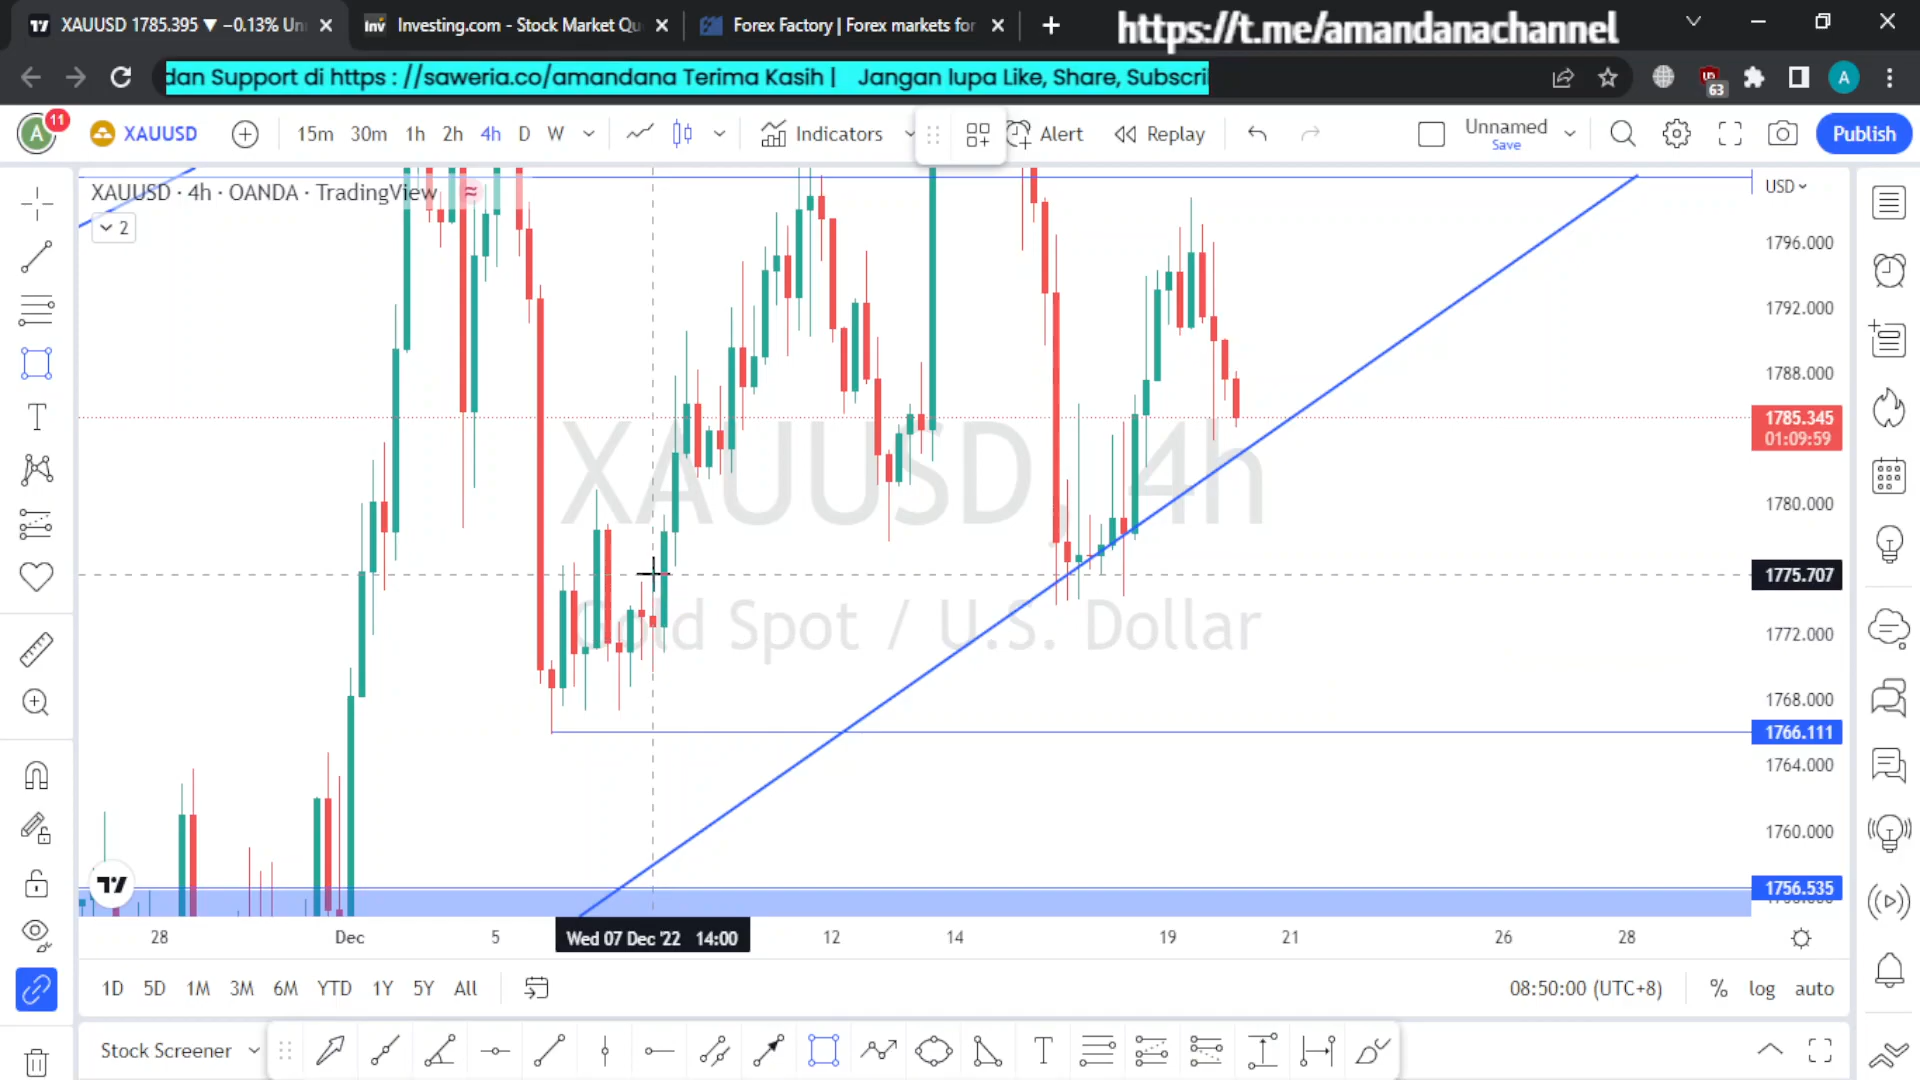 XAUUSD 1785.395 ▼ −0.13% Un
Investing.com - Stock Market Qu
Forex Factory | Forex markets for
https://t.me/amandanachannel
dan Support di https : //saweria.co/amandana Terima Kasih | Jangan lupa Like, Share, Subscri
63
A
A
11
XAUUSD
15m 30m 1h 2h 4h D W
Indicators
Alert
Replay
Unnamed
Save
Publish
XAUUSD · 4h · OANDA · TradingView
2
USD
1796.000
1792.000
1788.000
1785.345
01:09:59
1780.000
1775.707
1772.000
1768.000
1766.111
1764.000
1760.000
1756.535
XAUUSD, 4h
Gold Spot / U.S. Dollar
28 Dec 5 Wed 07 Dec '22 14:00 12 14 19 21 26 28
1D 5D 1M 3M 6M YTD 1Y 5Y All
08:50:00 (UTC+8) % log auto
Stock Screener